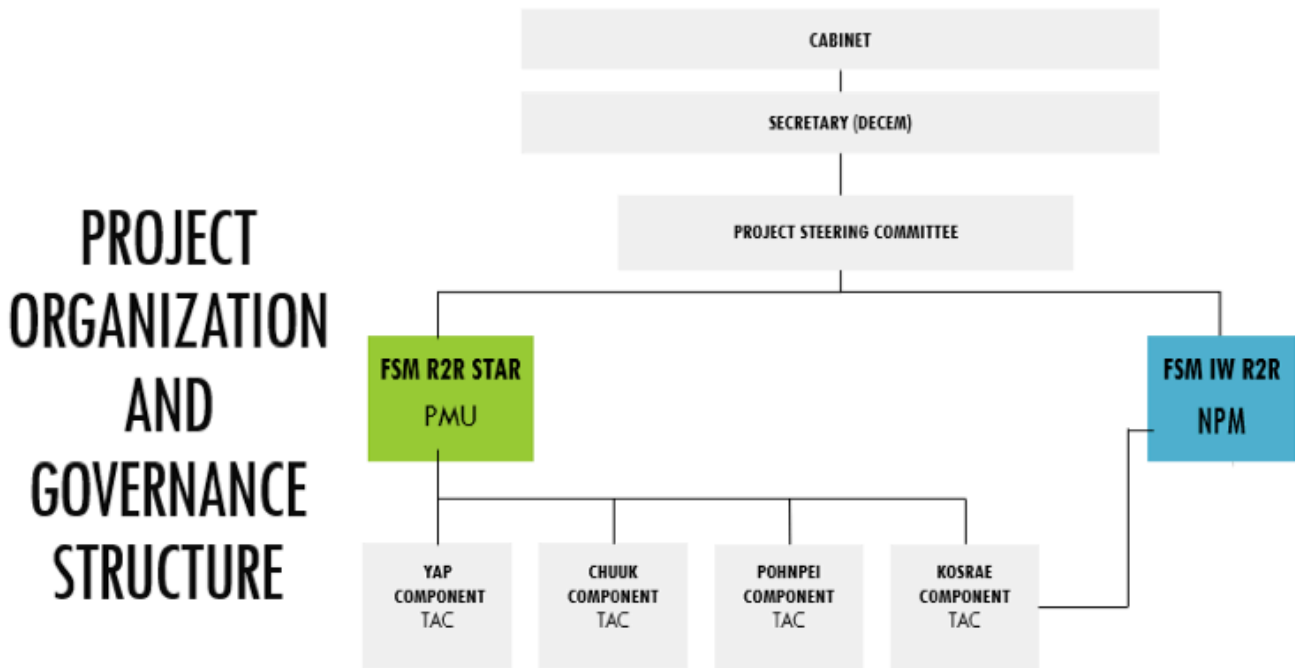 PROJECT
ORGANIZATION
AND
GOVERNANCE
STRUCTURE
CABINET
SECRETARY (DECEM)
PROJECT STEERING COMMITTEE
FSM R2R STAR
PMU
FSM IW R2R
NPM
YAP
COMPONENT
TAC
CHUUK
COMPONENT
TAC
POHNPEI
COMPONENT
TAC
KOSRAE
COMPONENT
TAC